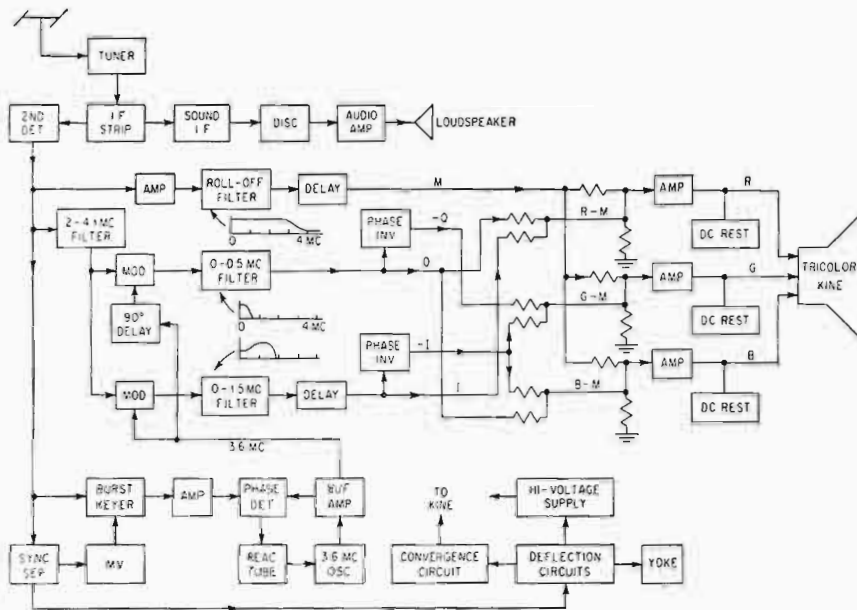 TUNER
2ND
DET
I F
STRIP
SOUND
I F
DISC
AUDIO
AMP
LOUDSPEAKER
AMP
ROLL-OFF
FILTER
DELAY
M
AMP
R
0
4 MC
PHASE
INV
-Q
R-M
DC REST
2-4.1 MC
FILTER
MOD
0-0.5 MC
FILTER
Q
AMP
G
TRICOLOR
KINE
90°
DELAY
0
4 MC
G-M
DC REST
PHASE
INV
-I
AMP
B
MOD
0-1.5 MC
FILTER
DELAY
I
B-M
DC REST
3.6 MC
BURST
KEYER
AMP
PHASE
DET
BUF
AMP
TO
KINE
HI-VOLTAGE
SUPPLY
SYNC
SEP
MV
REAC
TUBE
3.6 MC
OSC
CONVERGENCE
CIRCUIT
DEFLECTION
CIRCUITS
YOKE